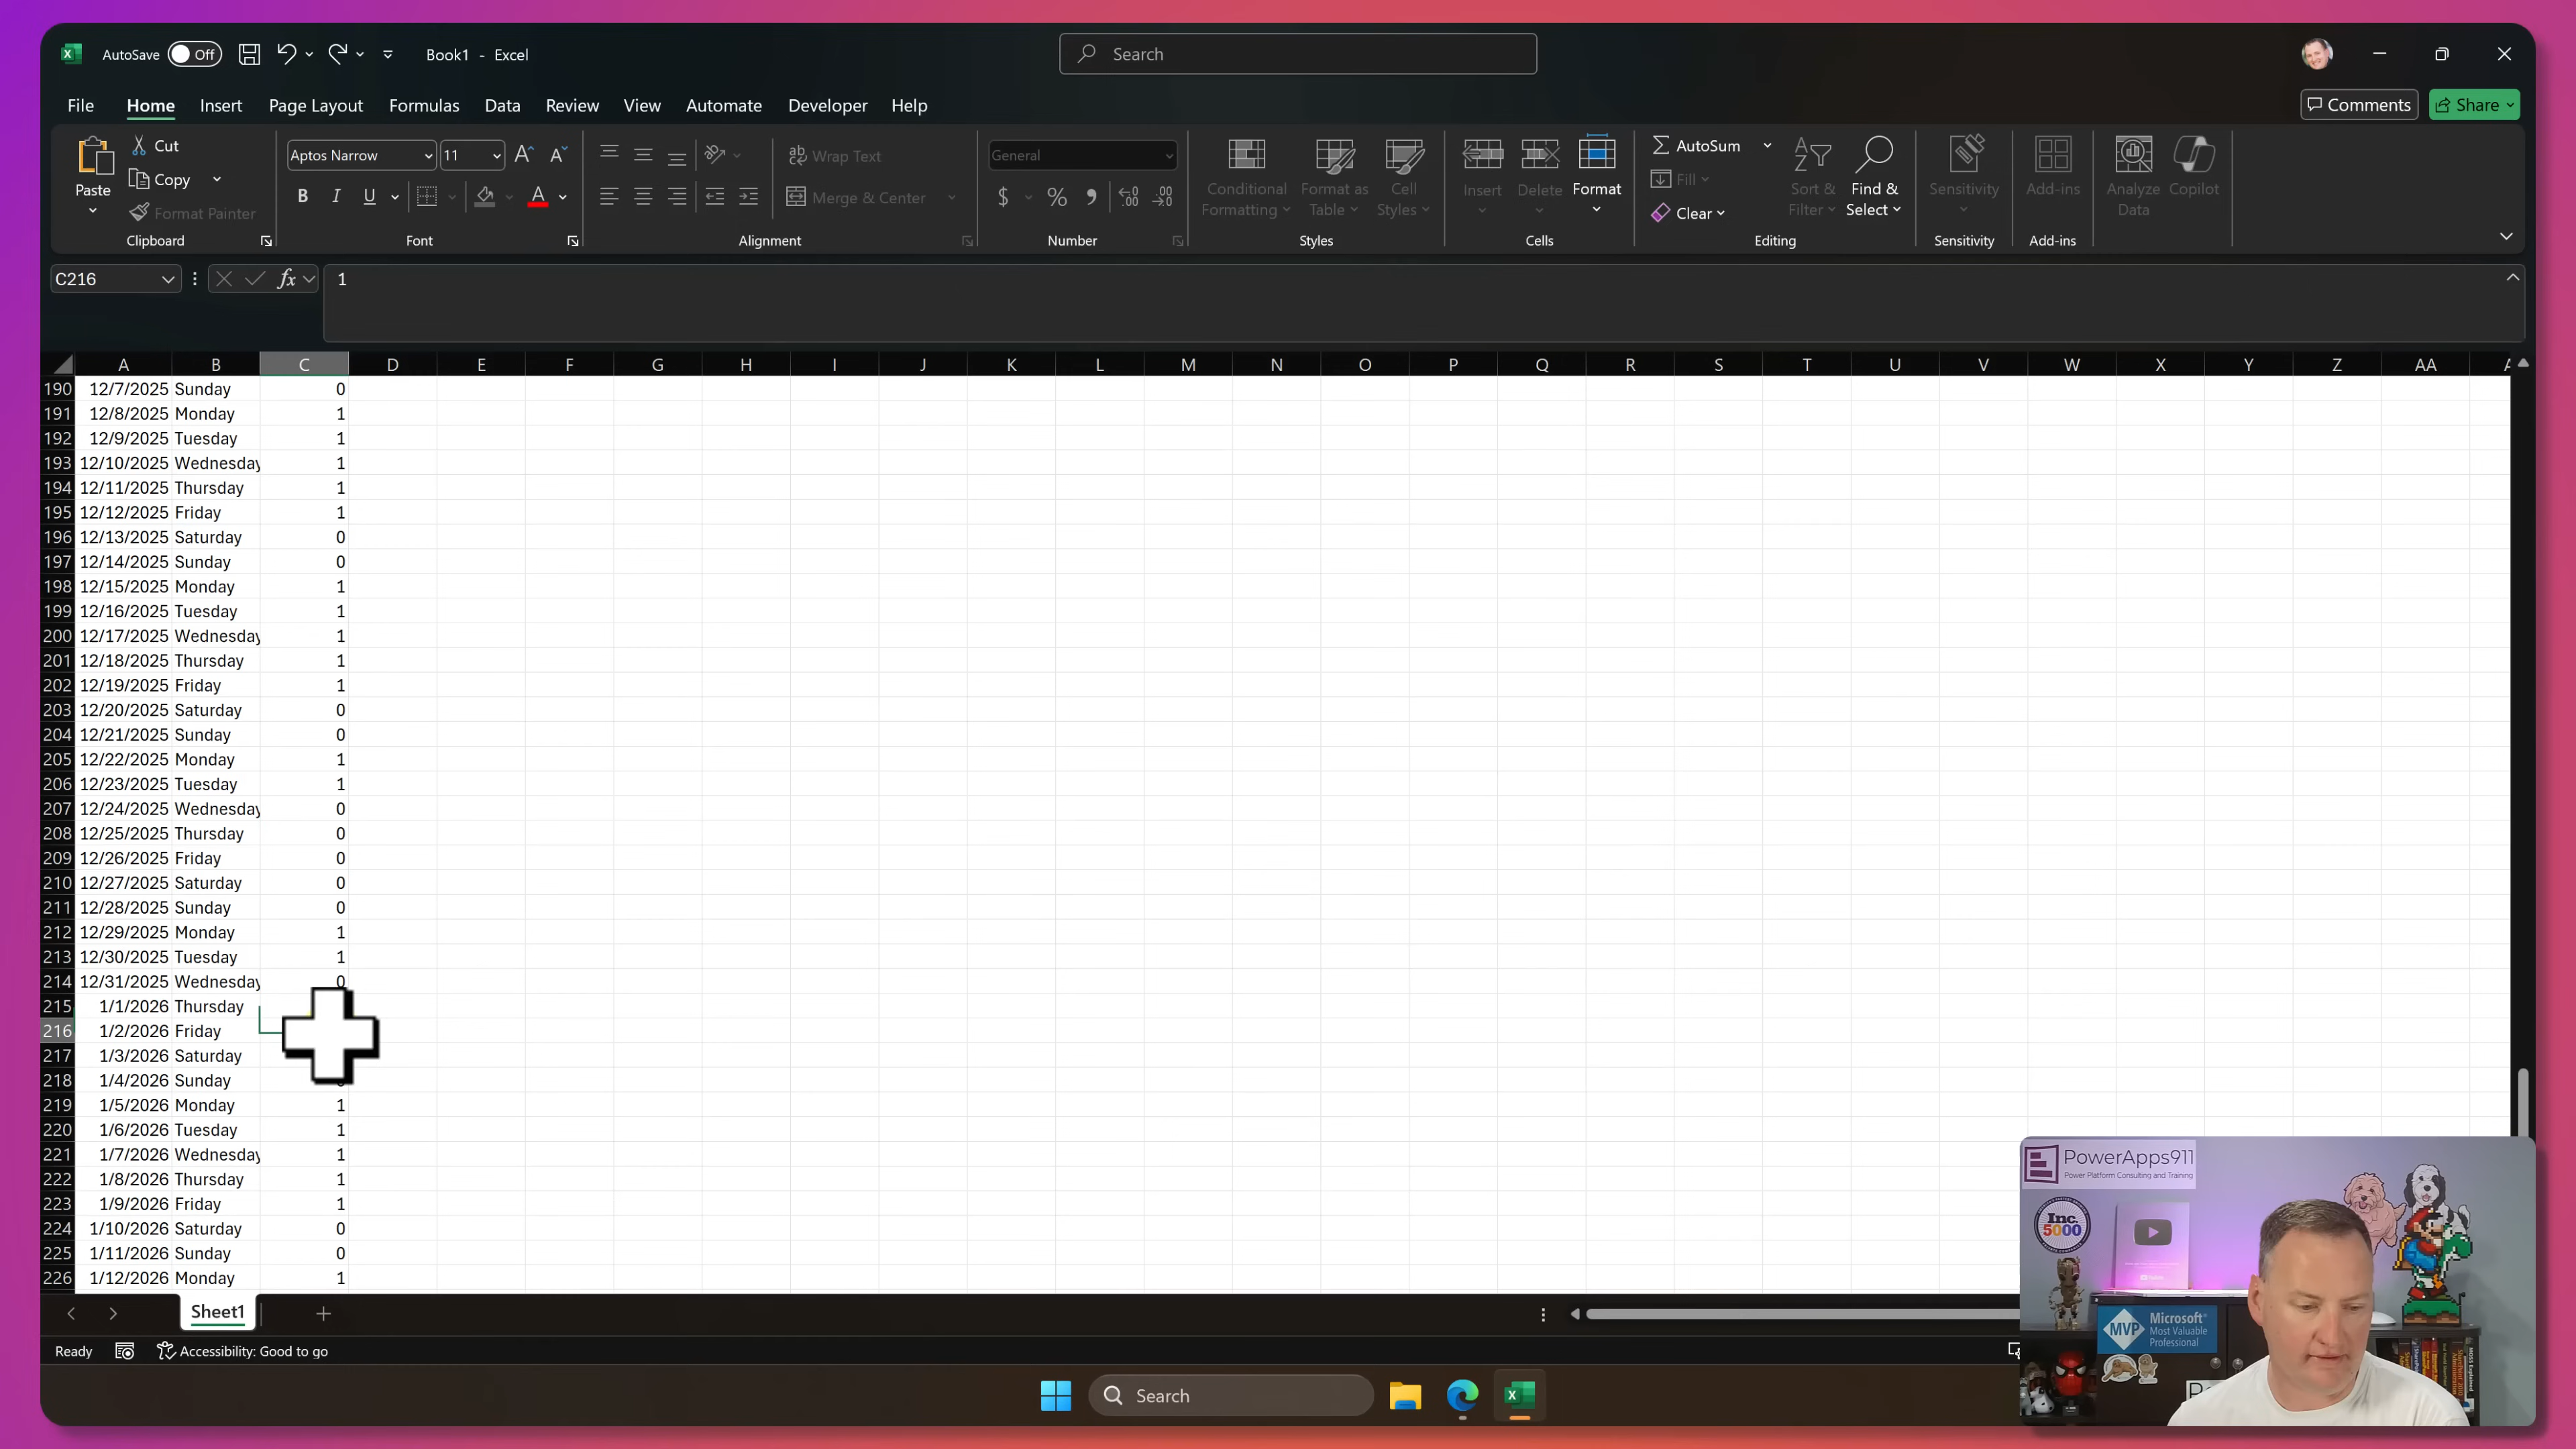 AutoSave Off Book1 - Excel Search
File Home Insert Page Layout Formulas Data Review View Automate Developer Help Comments Share
Paste Cut Copy Format Painter Clipboard
Aptos Narrow 11 B I U A Font
Wrap Text Merge & Center Alignment
General $ % Number
Conditional Formatting Format as Table Cell Styles Styles
Insert Delete Format Cells
AutoSum Fill Clear Sort & Filter Find & Select Editing
Sensitivity Sensitivity
Add-ins Add-ins
Analyze Data Copilot
C216 fx 1
A B C D E F G H I J K L M N O P Q R S T U V W X Y Z AA
190 12/7/2025 Sunday 0
191 12/8/2025 Monday 1
192 12/9/2025 Tuesday 1
193 12/10/2025 Wednesday 1
194 12/11/2025 Thursday 1
195 12/12/2025 Friday 1
196 12/13/2025 Saturday 0
197 12/14/2025 Sunday 0
198 12/15/2025 Monday 1
199 12/16/2025 Tuesday 1
200 12/17/2025 Wednesday 1
201 12/18/2025 Thursday 1
202 12/19/2025 Friday 1
203 12/20/2025 Saturday 0
204 12/21/2025 Sunday 0
205 12/22/2025 Monday 1
206 12/23/2025 Tuesday 1
207 12/24/2025 Wednesday 0
208 12/25/2025 Thursday 0
209 12/26/2025 Friday 0
210 12/27/2025 Saturday 0
211 12/28/2025 Sunday 0
212 12/29/2025 Monday 1
213 12/30/2025 Tuesday 1
214 12/31/2025 Wednesday 0
215 1/1/2026 Thursday
216 1/2/2026 Friday
217 1/3/2026 Saturday
218 1/4/2026 Sunday
219 1/5/2026 Monday 1
220 1/6/2026 Tuesday 1
221 1/7/2026 Wednesday 1
222 1/8/2026 Thursday 1
223 1/9/2026 Friday 1
224 1/10/2026 Saturday 0
225 1/11/2026 Sunday 0
226 1/12/2026 Monday 1
Sheet1
Ready Accessibility: Good to go
Search
PowerApps911
Power Platform Consulting and Training
Inc. 5000
MVP Microsoft Most Valuable Professional